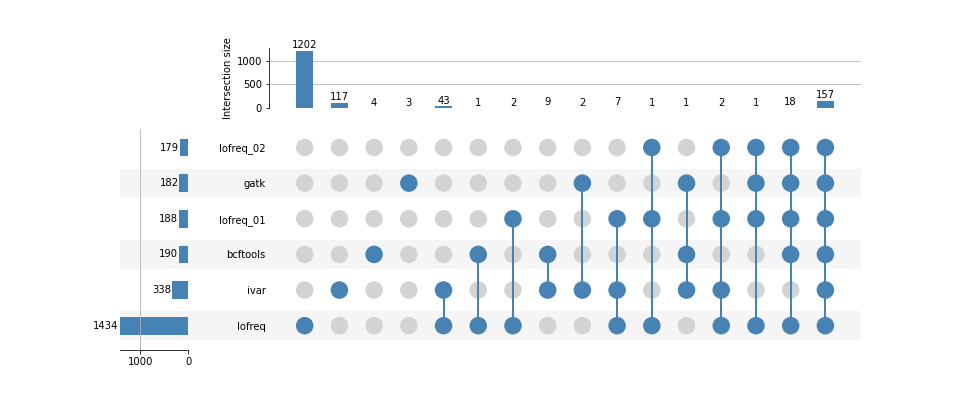 1202
Intersection size
1000
500
0
117 4 3 43 1 2 9 2 7 1 1 2 1 18 157
179 lofreq_02
182 gatk
188 lofreq_01
190 bcftools
338 ivar
1434 lofreq
1000 0